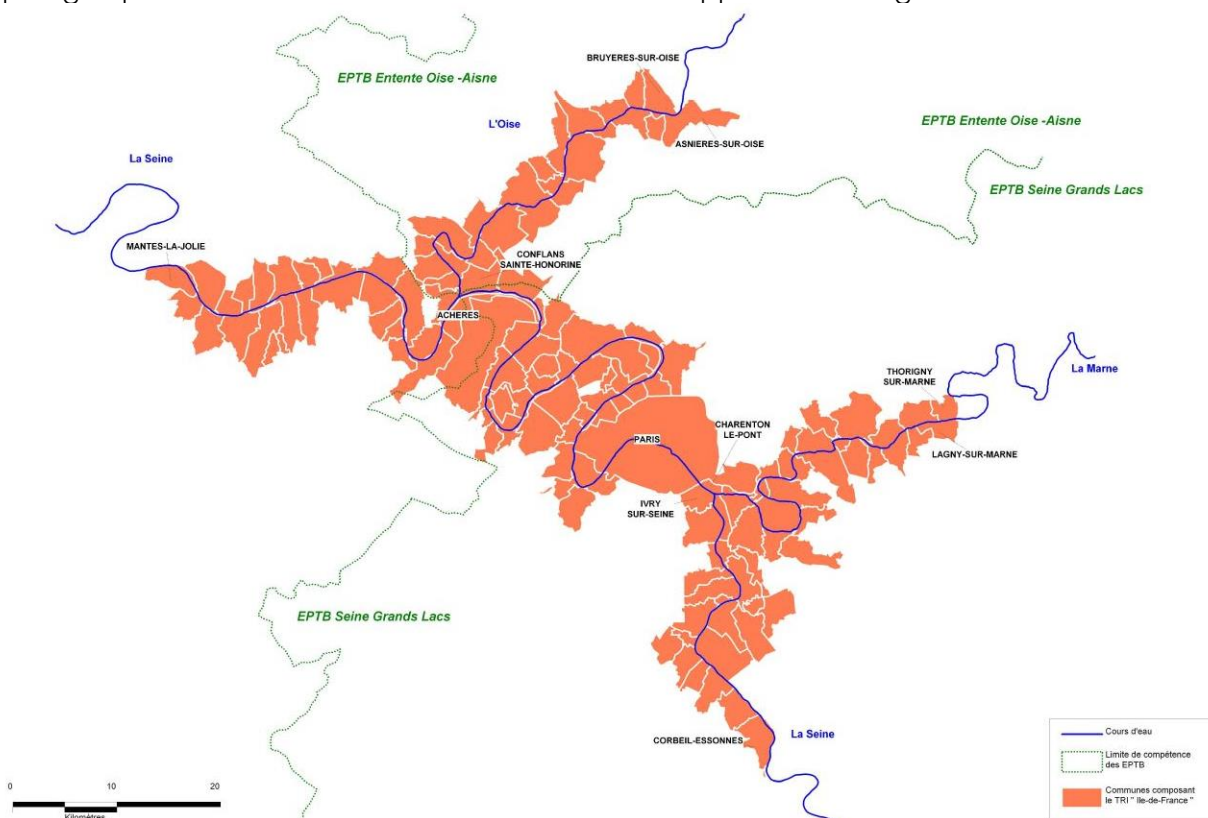 BRUYERES-SUR-OISE
EPTB Entente Oise -Aisne
L'Oise
EPTB Entente Oise -Aisne
ASNIERES-SUR-OISE
La Seine
EPTB Seine Grands Lacs
MANTES-LA-JOLIE
CONFLANS
SAINTE-HONORINE
ACHERES
THORIGNY
SUR-MARNE
La Marne
CHARENTON
LE-PONT
PARIS
LAGNY-SUR-MARNE
IVRY
SUR-SEINE
EPTB Seine Grands Lacs
CORBEIL-ESSONNES
La Seine
Cours d'eau
Limite de compétence
des EPTB
Communes composant
le TRI " Ile-de-France "
0 10 20
Kilomètres